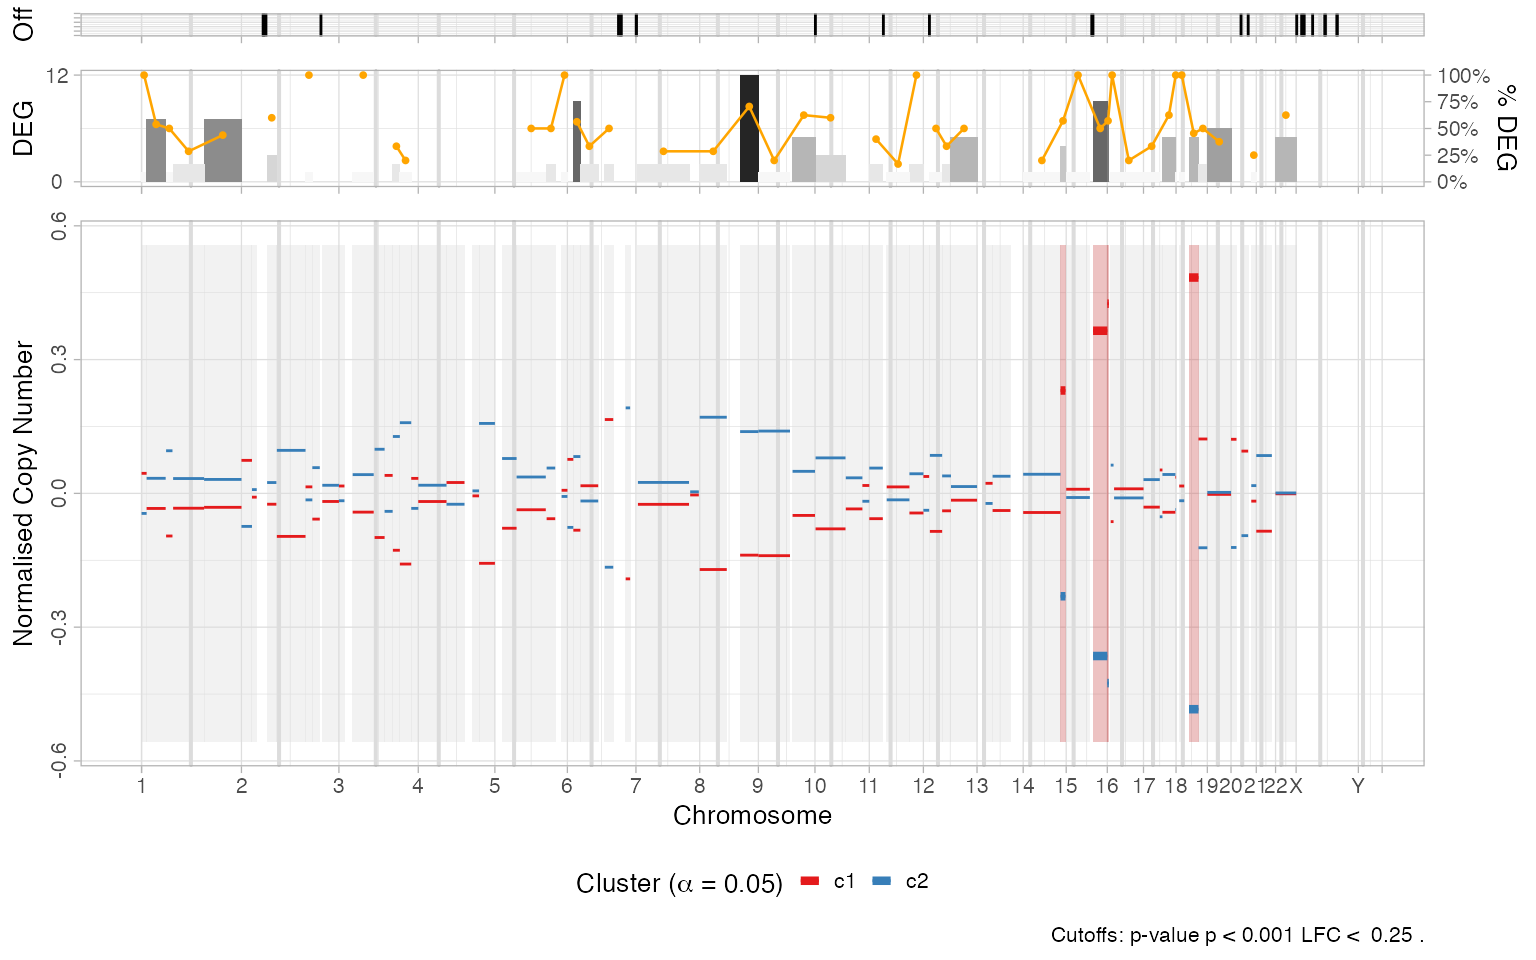 Off
DEG
12
0
100%
75%
50%
25%
0%
% DEG
Normalised Copy Number
0.6
0.3
0.0
-0.3
-0.6
1 2 3 4 5 6 7 8 9 10 11 12 13 14 15 16 17 18 19 20 21 22 X Y
Chromosome
Cluster (α = 0.05) c1 c2
Cutoffs: p-value p < 0.001 LFC < 0.25 .